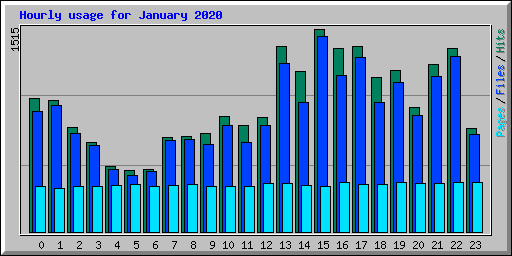 Hourly usage for January 2020
1515
Pages/Files/Hits
0 1 2 3 4 5 6 7 8 9 10 11 12 13 14 15 16 17 18 19 20 21 22 23